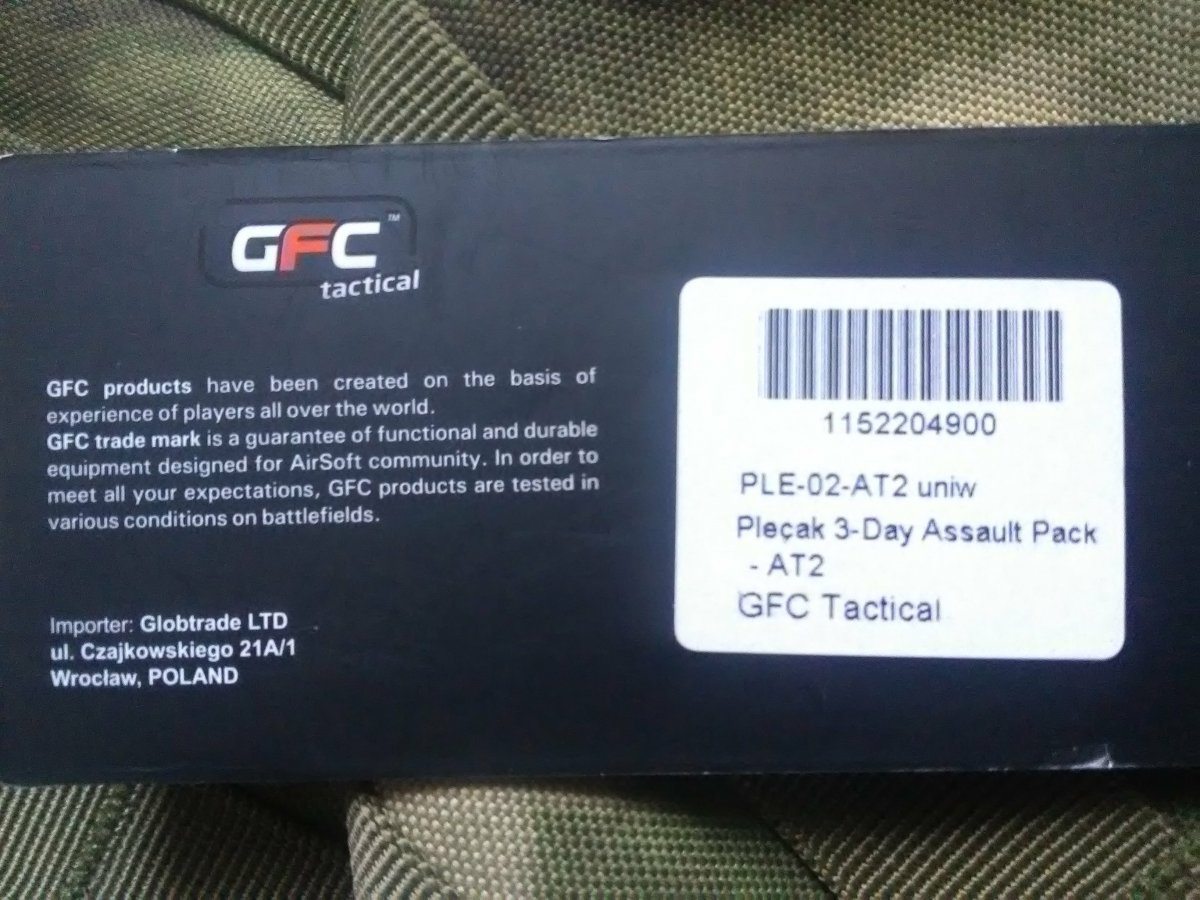 GFC™
tactical
GFC products have been created on the basis of
experience of players all over the world.
GFC trade mark is a guarantee of functional and durable
equipment designed for AirSoft community. In order to
meet all your expectations, GFC products are tested in
various conditions on battlefields.
Importer: Globtrade LTD
ul. Czajkowskiego 21A/1
Wrocław, POLAND
1152204900
PLE-02-AT2 uniw
Pleçak 3-Day Assault Pack
- AT2
GFC Tactical